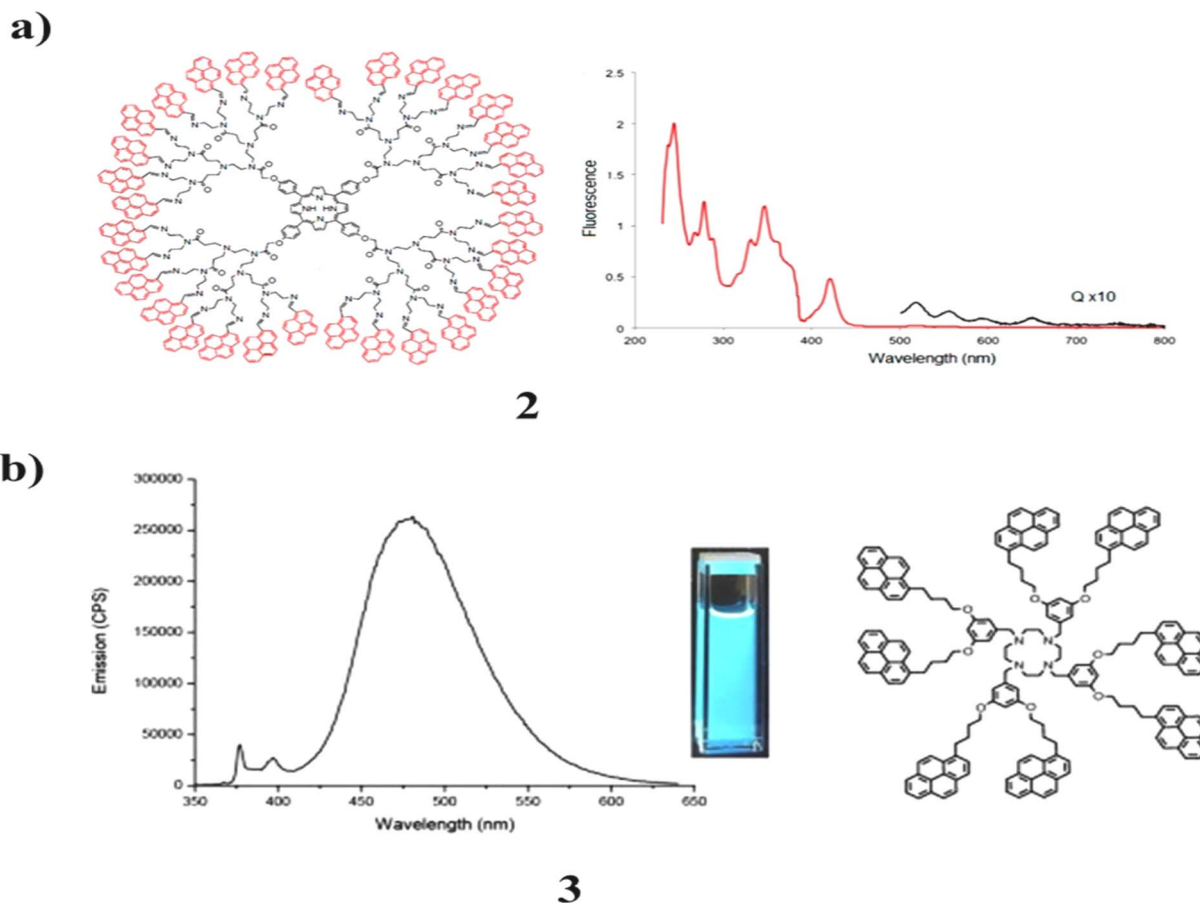 a)
2.5
2
1.5
1
0.5
0
Fluorescence
Q x10
200 300 400 500 600 700 800
Wavelength (nm)
NH N HN
N
2
b)
300000
250000
200000
150000
100000
50000
0
Emission (CPS)
350 400 450 500 550 600 650
Wavelength (nm)
O O
O O
N N
O O
N N
O O
3